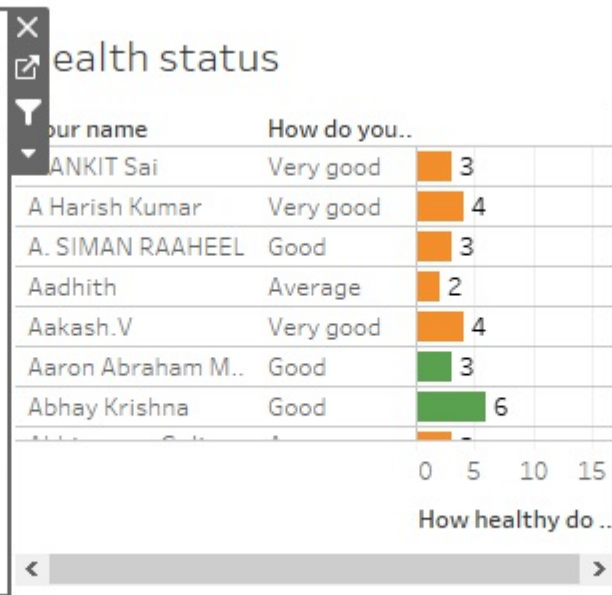 ealth status
our name How do you..
ANKIT Sai Very good 3
A Harish Kumar Very good 4
A. SIMAN RAAHEEL Good 3
Aadhith Average 2
Aakash.V Very good 4
Aaron Abraham M.. Good 3
Abhay Krishna Good 6
0 5 10 15
How healthy do ..